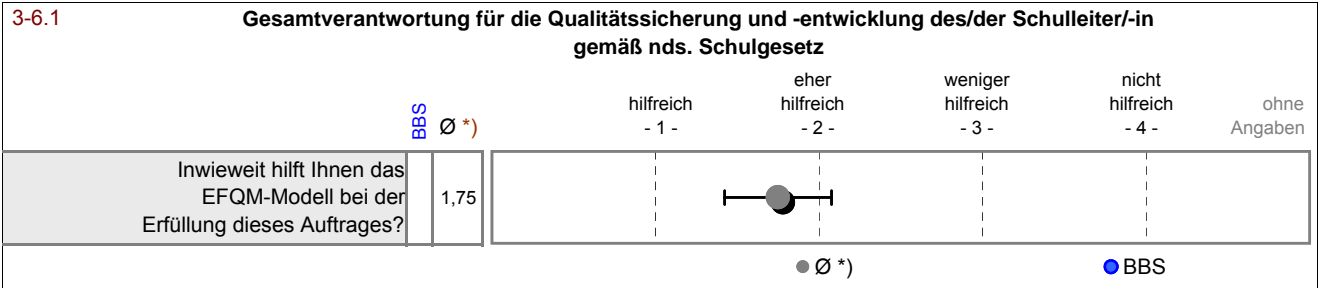 3-6.1
Gesamtverantwortung für die Qualitätssicherung und -entwicklung des/der Schulleiter/-in
gemäß nds. Schulgesetz
BBS
Ø *)
hilfreich
- 1 -
eher
hilfreich
- 2 -
weniger
hilfreich
- 3 -
nicht
hilfreich
- 4 -
ohne
Angaben
Inwieweit hilft Ihnen das
EFQM-Modell bei der
Erfüllung dieses Auftrages?
1,75
Ø *)
BBS